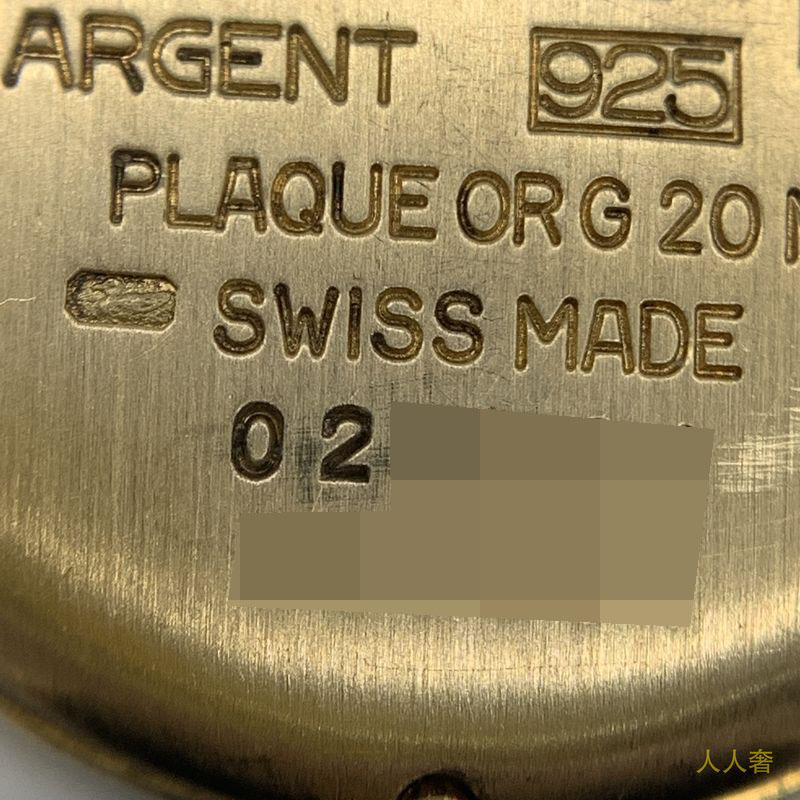 ARGENT 925
PLAQUE OR G 20
SWISS MADE
02
人人奢